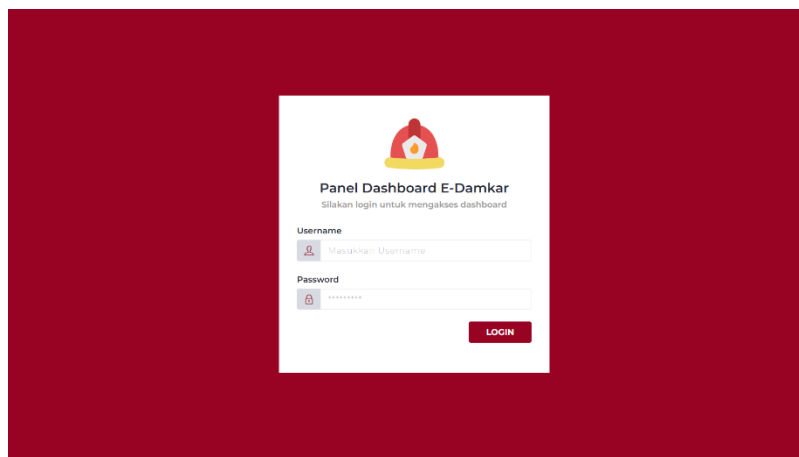 Panel Dashboard E-Damkar
Silakan login untuk mengakses dashboard
Username
Masukkan Username
Password
*********
LOGIN